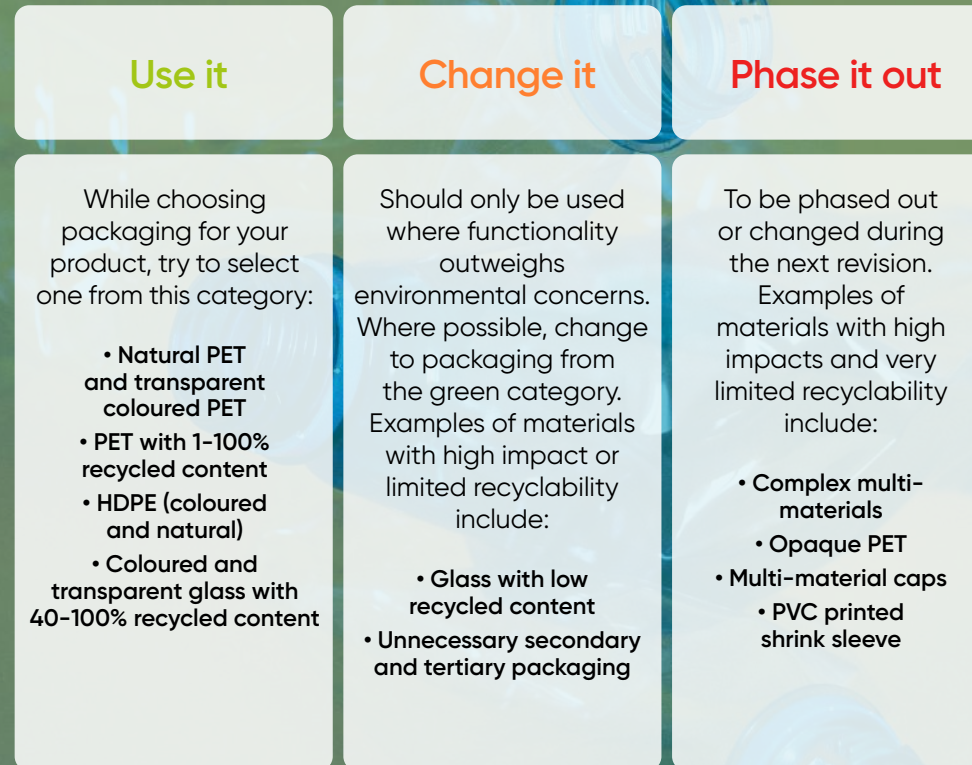 Use it
While choosing
packaging for your
product, try to select
one from this category:
• Natural PET
and transparent
coloured PET
• PET with 1-100%
recycled content
• HDPE (coloured
and natural)
• Coloured and
transparent glass with
40-100% recycled content
Change it
Should only be used
where functionality
outweighs
environmental concerns.
Where possible, change
to packaging from
the green category.
Examples of materials
with high impact or
limited recyclability
include:
• Glass with low
recycled content
• Unnecessary secondary
and tertiary packaging
Phase it out
To be phased out
or changed during
the next revision.
Examples of
materials with high
impacts and very
limited recyclability
include:
• Complex multi-
materials
• Opaque PET
• Multi-material caps
• PVC printed
shrink sleeve